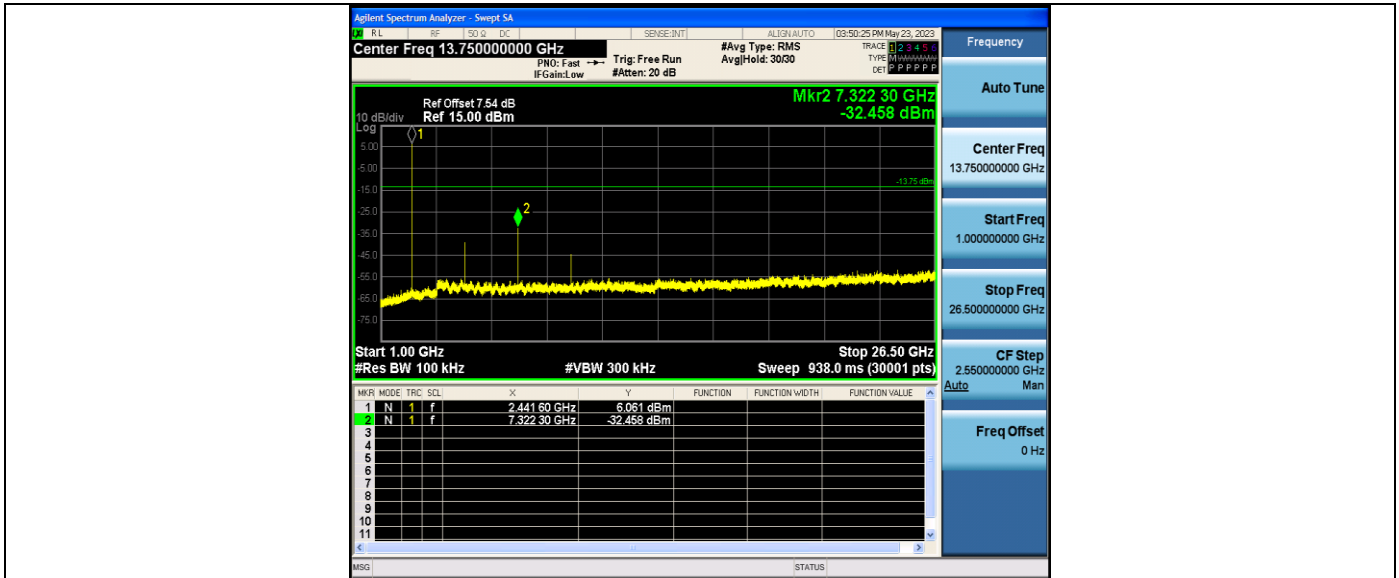 Agilent Spectrum Analyzer - Swept SA
RL RF 50 Ω DC SENSE:INT ALIGN AUTO 03:50:25 PM May 23, 2023
Center Freq 13.750000000 GHz #Avg Type: RMS TRACE 1 2 3 4 5 6
PNO: Fast Trig: Free Run Avg|Hold: 30/30 TYPE M WWWWW
IFGain:Low #Atten: 20 dB DET P P P P P P
Frequency
Auto Tune
Center Freq
13.750000000 GHz
Start Freq
1.000000000 GHz
Stop Freq
26.500000000 GHz
CF Step
2.550000000 GHz
Auto Man
Freq Offset
0 Hz
Mkr2 7.322 30 GHz
-32.458 dBm
Ref Offset 7.54 dB
10 dB/div Ref 15.00 dBm
Log
1
5.00
-5.00
-13.75 dBm
-15.0
2
-25.0
-35.0
-45.0
-55.0
-65.0
-75.0
Start 1.00 GHz Stop 26.50 GHz
#Res BW 100 kHz #VBW 300 kHz Sweep 938.0 ms (30001 pts)
MKR MODE TRC SCL X Y FUNCTION FUNCTION WIDTH FUNCTION VALUE
1 N 1 f 2.441 60 GHz 6.061 dBm
2 N 1 f 7.322 30 GHz -32.458 dBm
3
4
5
6
7
8
9
10
11
MSG STATUS